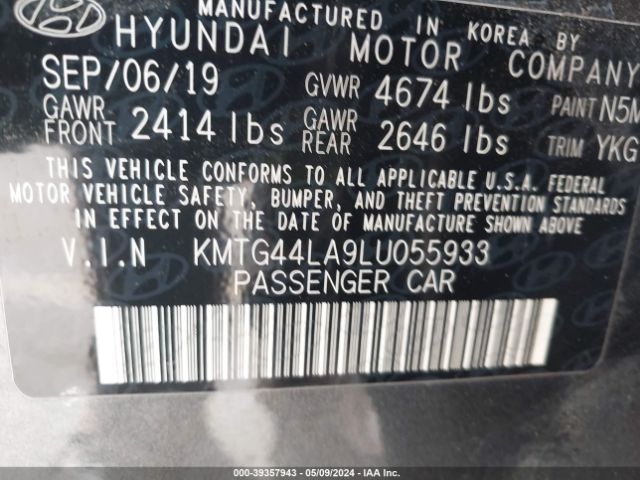 MANUFACTURED IN KOREA BY
HYUNDAI MOTOR COMPANY
SEP/06/19 GVWR 4674 lbs PAINT N5M
GAWR FRONT 2414 lbs GAWR REAR 2646 lbs TRIM YKG
THIS VEHICLE CONFORMS TO ALL APPLICABLE U.S.A. FEDERAL
MOTOR VEHICLE SAFETY, BUMPER, AND THEFT PREVENTION STANDARDS
IN EFFECT ON THE DATE OF MANUFACTURE SHOWN ABOVE
V.I.N KMTG44LA9LU055933
PASSENGER CAR
000-39357943 - 05/09/2024 - IAA Inc.